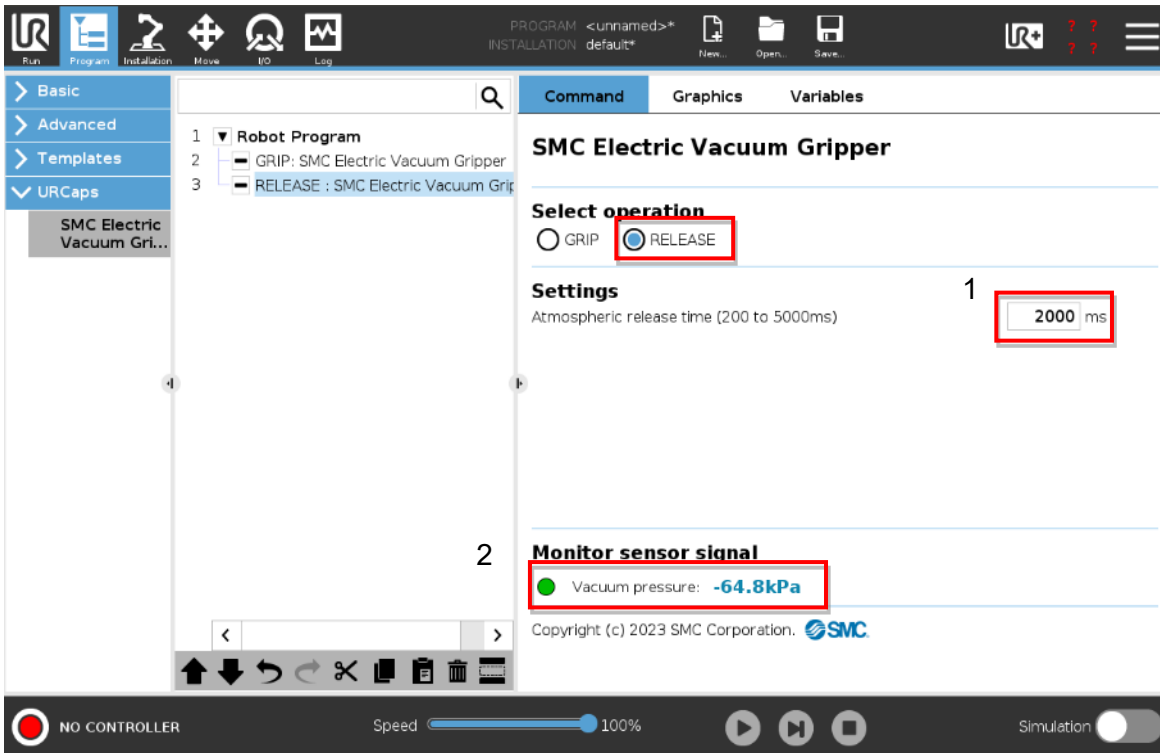 PROGRAM <unnamed>*
INSTALLATION default*
UR
Run
Program
Installation
Move
I/O
Log
New...
Open...
Save...
UR+
? ?
? ?
Basic
Advanced
Templates
URCaps
SMC Electric
Vacuum Gri...
1 Robot Program
2 GRIP: SMC Electric Vacuum Gripper
3 RELEASE : SMC Electric Vacuum Grip
Command Graphics Variables
SMC Electric Vacuum Gripper
Select operation
GRIP RELEASE
Settings
1
Atmospheric release time (200 to 5000ms) 2000 ms
2
Monitor sensor signal
Vacuum pressure: -64.8kPa
Copyright (c) 2023 SMC Corporation. SMC.
NO CONTROLLER
Speed 100%
Simulation